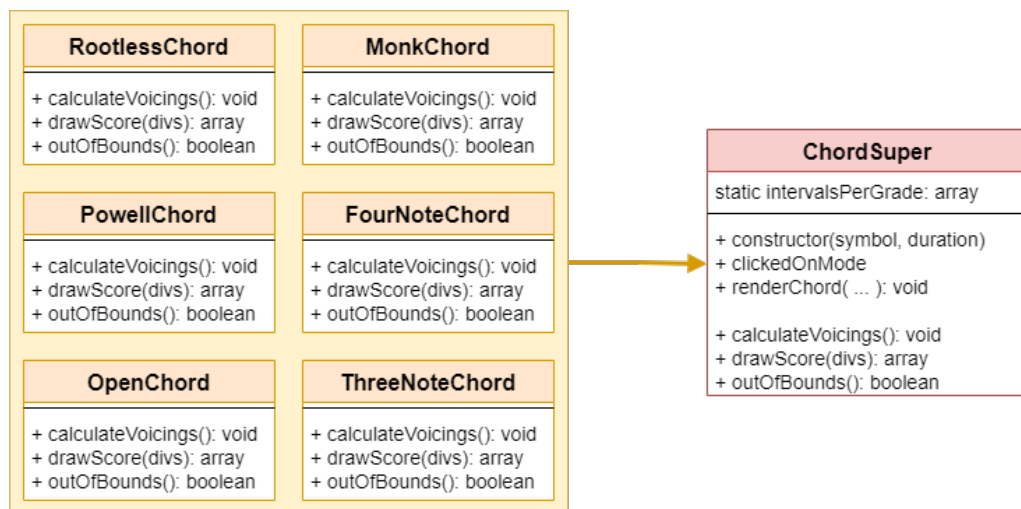 RootlessChord
+ calculateVoicings(): void
+ drawScore(divs): array
+ outOfBounds(): boolean
MonkChord
+ calculateVoicings(): void
+ drawScore(divs): array
+ outOfBounds(): boolean
PowellChord
+ calculateVoicings(): void
+ drawScore(divs): array
+ outOfBounds(): boolean
FourNoteChord
+ calculateVoicings(): void
+ drawScore(divs): array
+ outOfBounds(): boolean
OpenChord
+ calculateVoicings(): void
+ drawScore(divs): array
+ outOfBounds(): boolean
ThreeNoteChord
+ calculateVoicings(): void
+ drawScore(divs): array
+ outOfBounds(): boolean
ChordSuper
static intervalsPerGrade: array
+ constructor(symbol, duration)
+ clickedOnMode
+ renderChord( ... ): void
+ calculateVoicings(): void
+ drawScore(divs): array
+ outOfBounds(): boolean